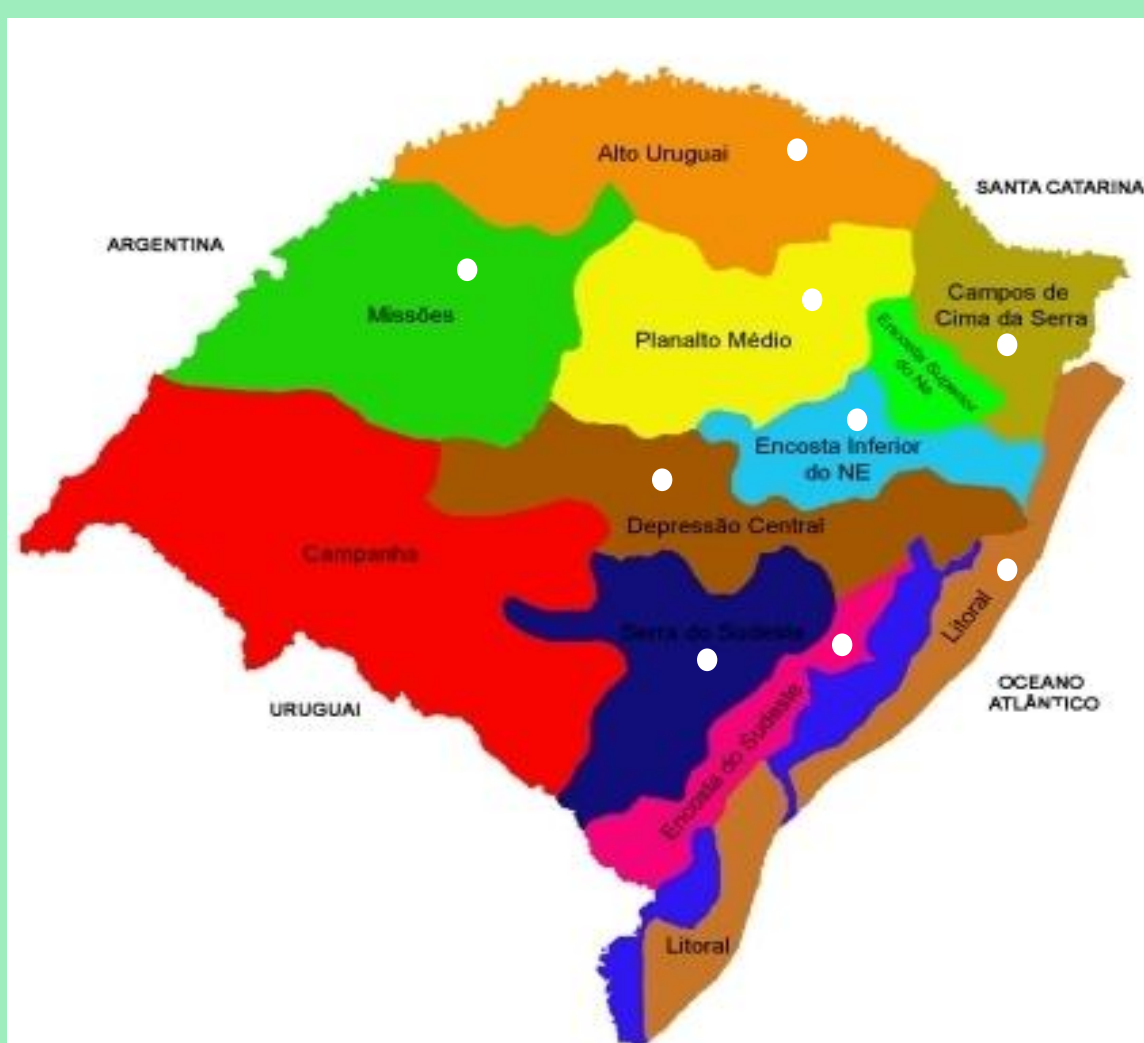 Alto Uruguai
SANTA CATARINA
ARGENTINA
Missões
Campos de
Cima da Serra
Planalto Médio
Encosta Superior
do Ne
Encosta Inferior
do NE
Depressão Central
Campanha
Litoral
Serra do Sudeste
URUGUAI
OCEANO
ATLÂNTICO
Encosta do Sudeste
Litoral